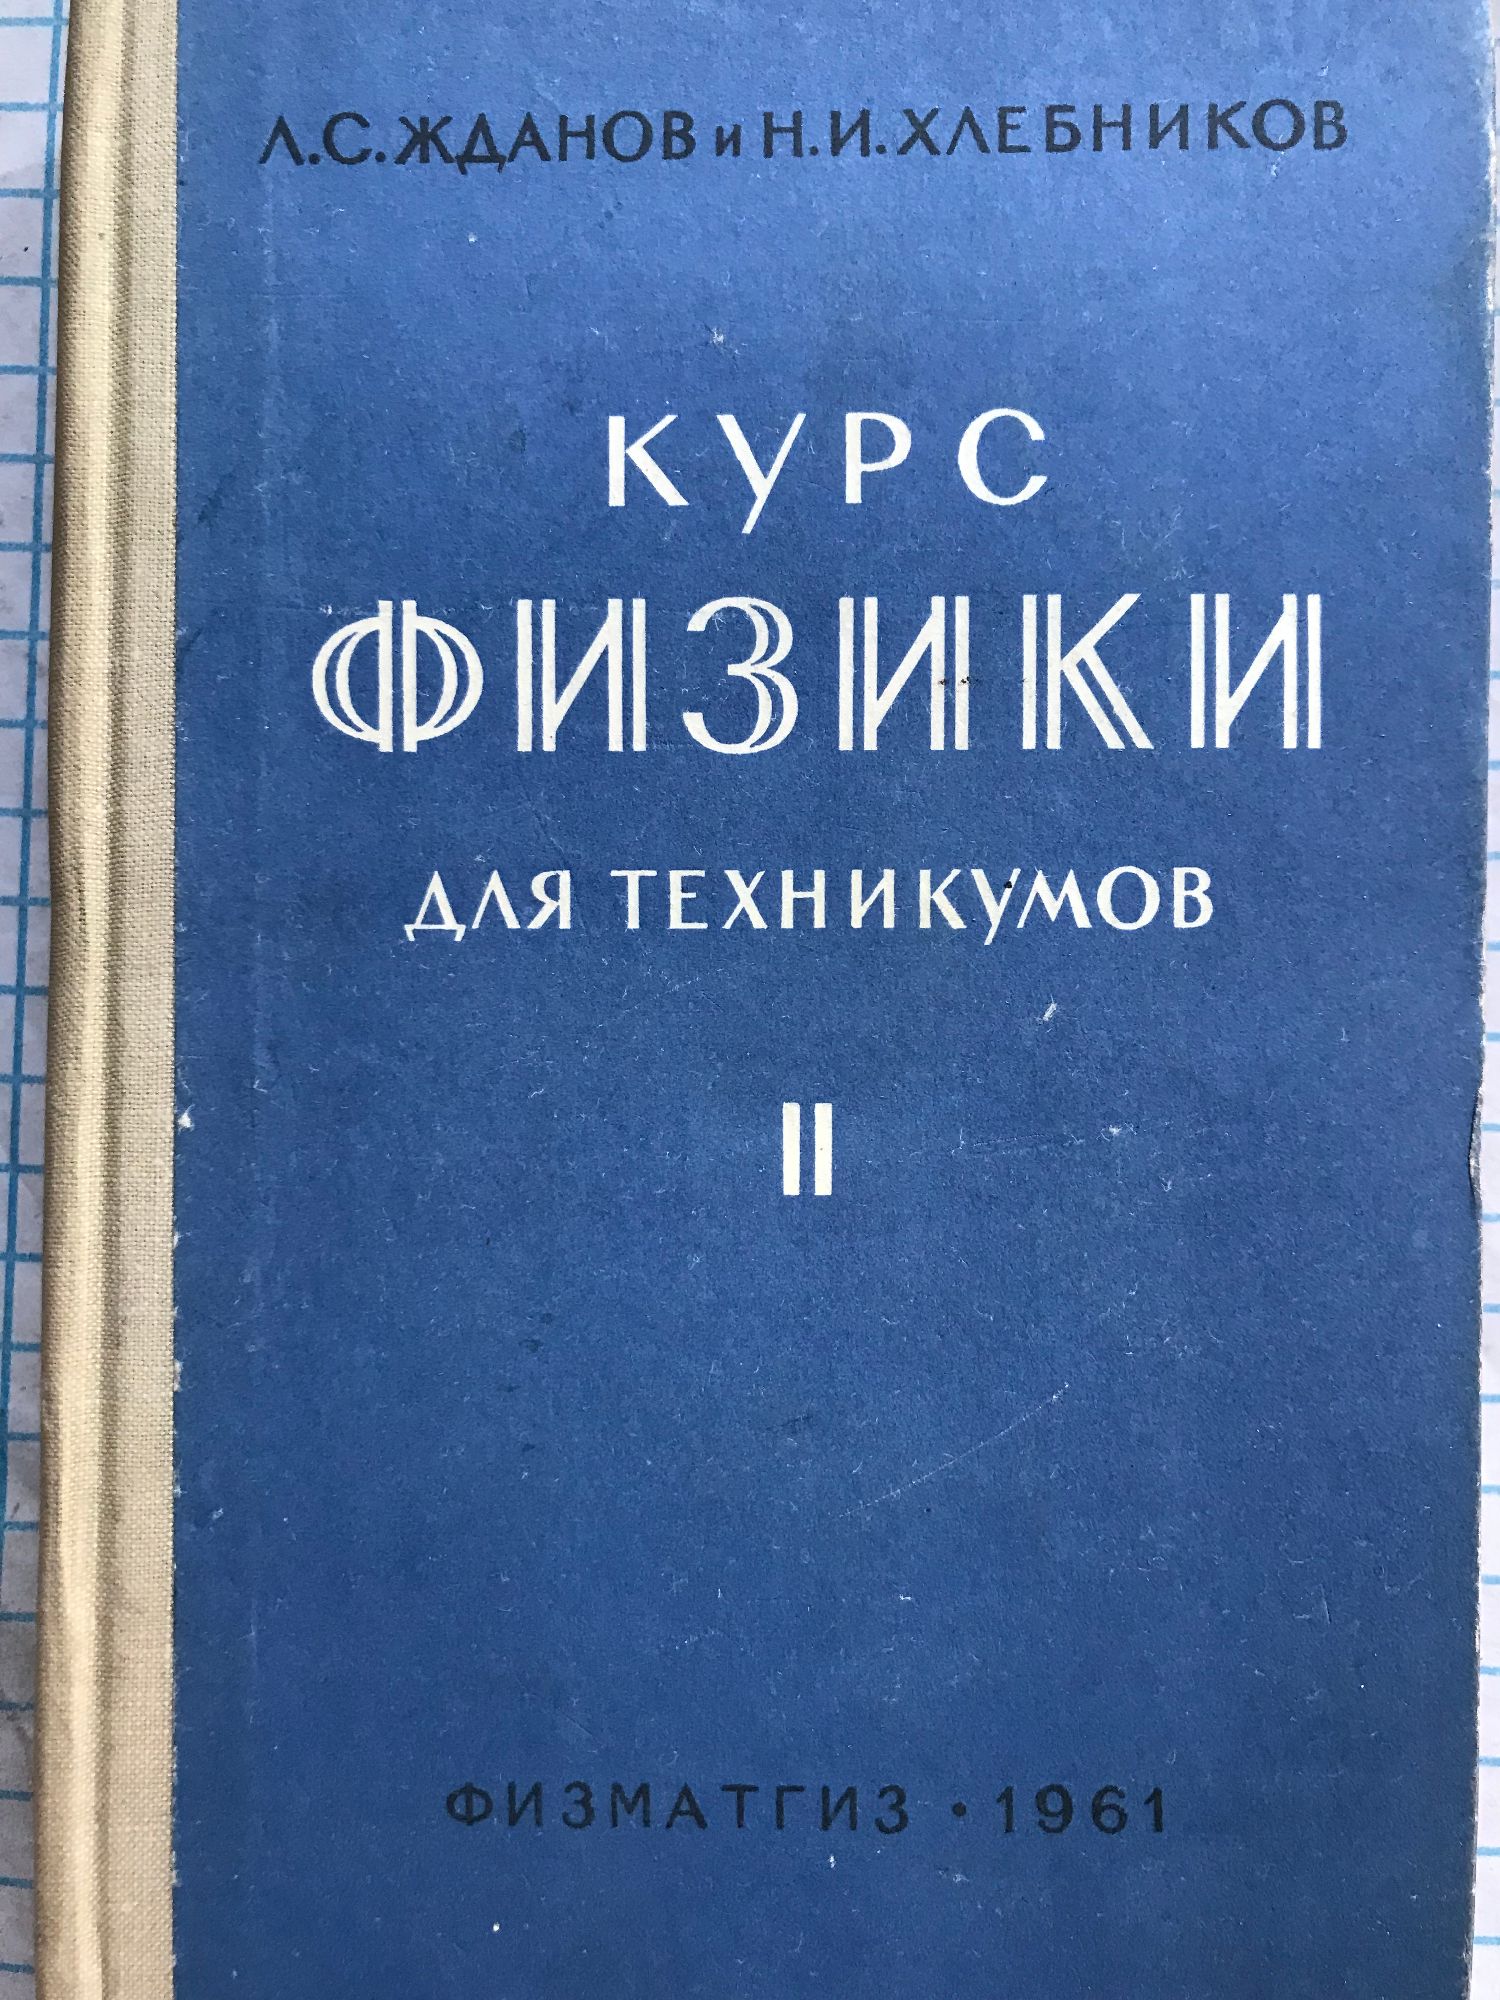 Л.С.ЖДАНОВ и Н.И.ХЛЕБНИКОВ
КУРС
ФИЗИКИ
ДЛЯ ТЕХНИКУМОВ
II
ФИЗМАТГИЗ • 1961